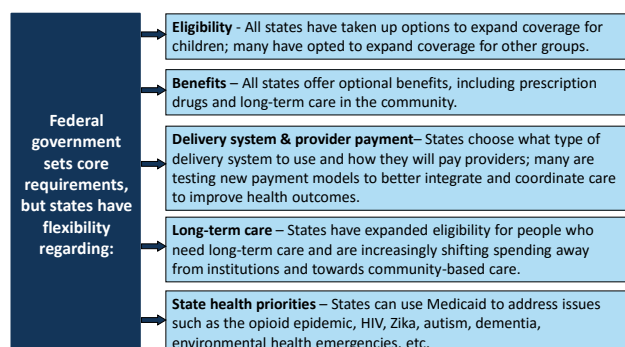 Federal
government
sets core
requirements,
but states have
flexibility
regarding:
Eligibility - All states have taken up options to expand coverage for
children; many have opted to expand coverage for other groups.
Benefits – All states offer optional benefits, including prescription
drugs and long-term care in the community.
Delivery system & provider payment– States choose what type of
delivery system to use and how they will pay providers; many are
testing new payment models to better integrate and coordinate care
to improve health outcomes.
Long-term care – States have expanded eligibility for people who
need long-term care and are increasingly shifting spending away
from institutions and towards community-based care.
State health priorities – States can use Medicaid to address issues
such as the opioid epidemic, HIV, Zika, autism, dementia,
environmental health emergencies, etc.